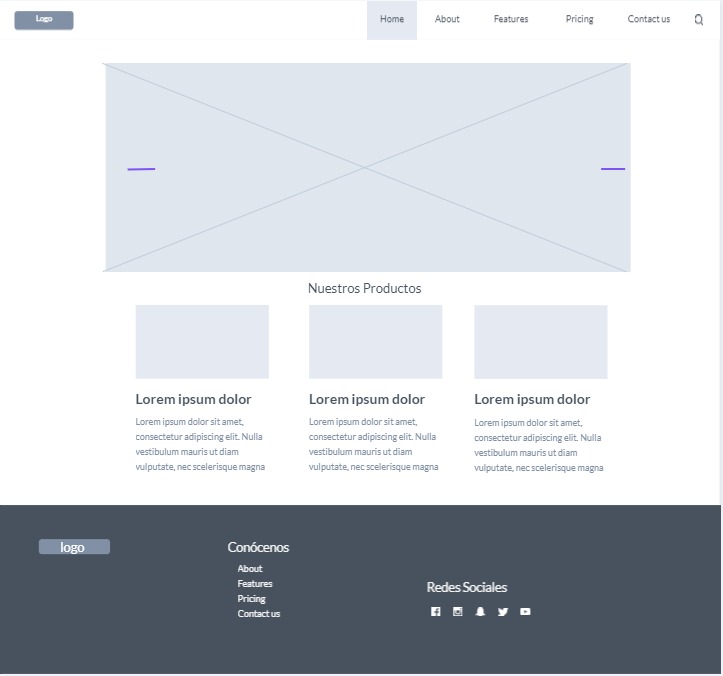 Logo
Home About Features Pricing Contact us
Nuestros Productos
Lorem ipsum dolor
Lorem ipsum dolor sit amet,
consectetur adipiscing elit. Nulla
vestibulum mauris ut diam
vulputate, nec scelerisque magna
Lorem ipsum dolor
Lorem ipsum dolor sit amet,
consectetur adipiscing elit. Nulla
vestibulum mauris ut diam
vulputate, nec scelerisque magna
Lorem ipsum dolor
Lorem ipsum dolor sit amet,
consectetur adipiscing elit. Nulla
vestibulum mauris ut diam
vulputate, nec scelerisque magna
logo
Conócenos
About
Features
Pricing
Contact us
Redes Sociales